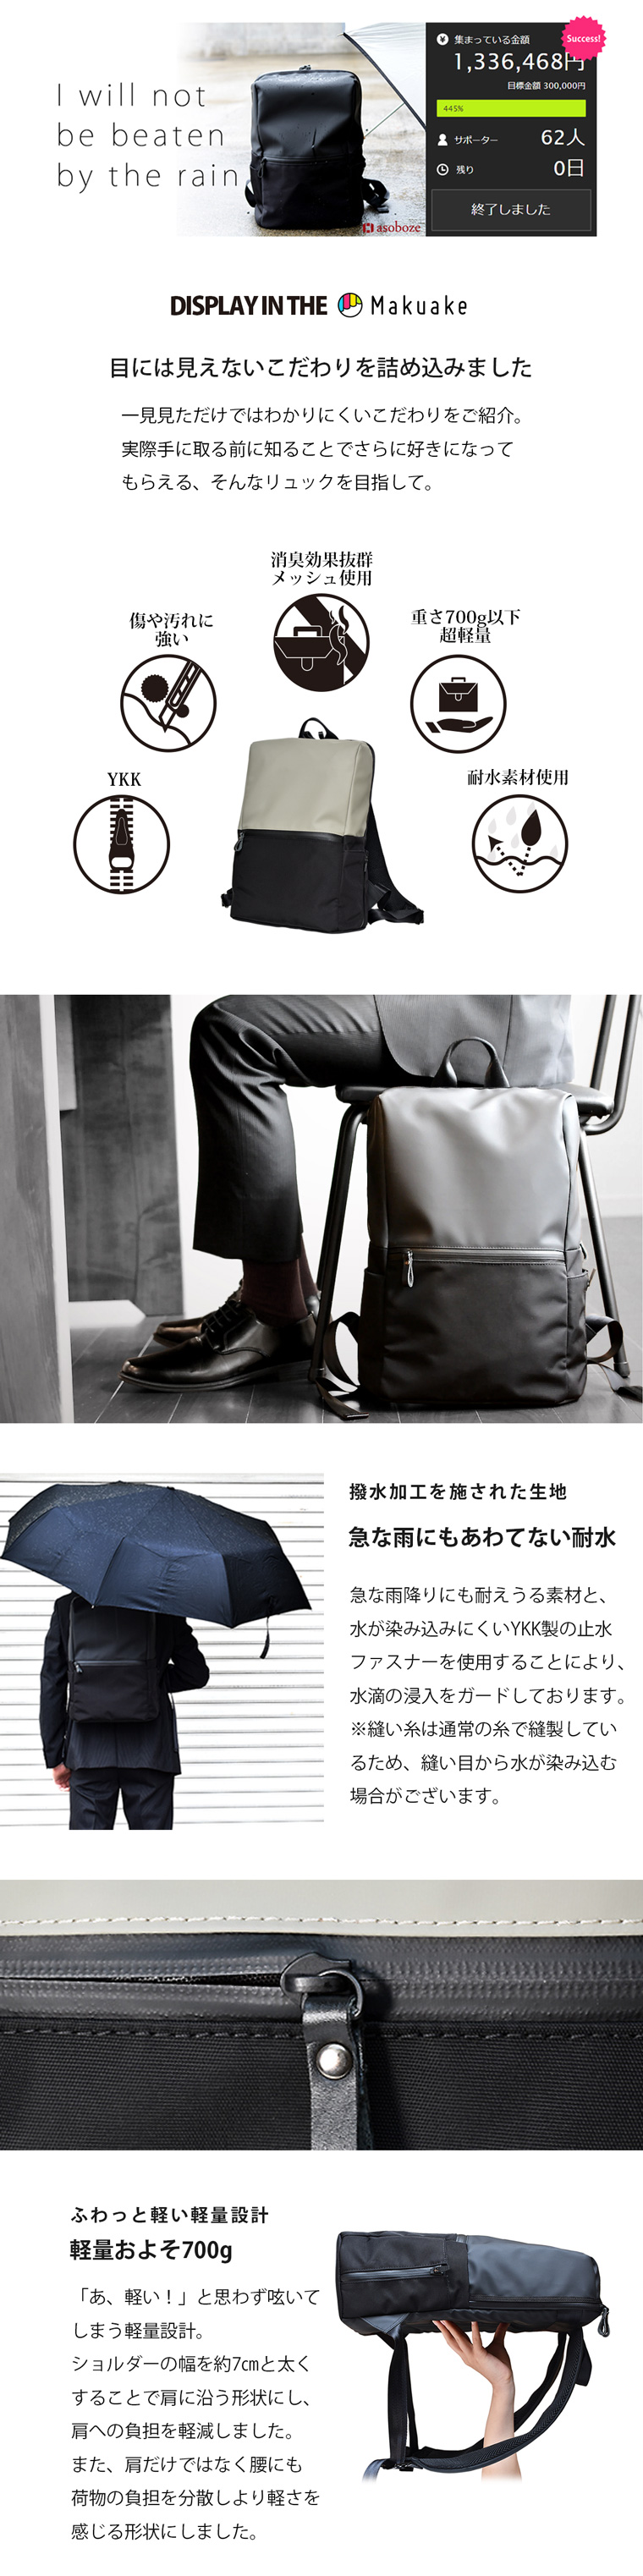 I will not
be beaten
by the rain
asoboze
Success!
集まっている金額
1,336,468円
目標金額 300,000円
445%
サポーター
62人
残り
0日
終了しました
DISPLAY IN THE Makuake
目には見えないこだわりを詰め込みました
一見見ただけではわかりにくいこだわりをご紹介。
実際手に取る前に知ることでさらに好きになって
もらえる、そんなリュックを目指して。
消臭効果抜群
メッシュ使用
傷や汚れに
強い
重さ700g以下
超軽量
YKK
耐水素材使用
撥水加工を施された生地
急な雨にもあわてない耐水
急な雨降りにも耐えうる素材と、
水が染み込みにくいYKK製の止水
ファスナーを使用することにより、
水滴の浸入をガードしております。
※縫い糸は通常の糸で縫製してい
るため、縫い目から水が染み込む
場合がございます。
ふわっと軽い軽量設計
軽量およそ700g
「あ、軽い！」と思わず呟いて
しまう軽量設計。
ショルダーの幅を約7cmと太く
することで肩に沿う形状にし、
肩への負担を軽減しました。
また、肩だけではなく腰にも
荷物の負担を分散しより軽さを
感じる形状にしました。